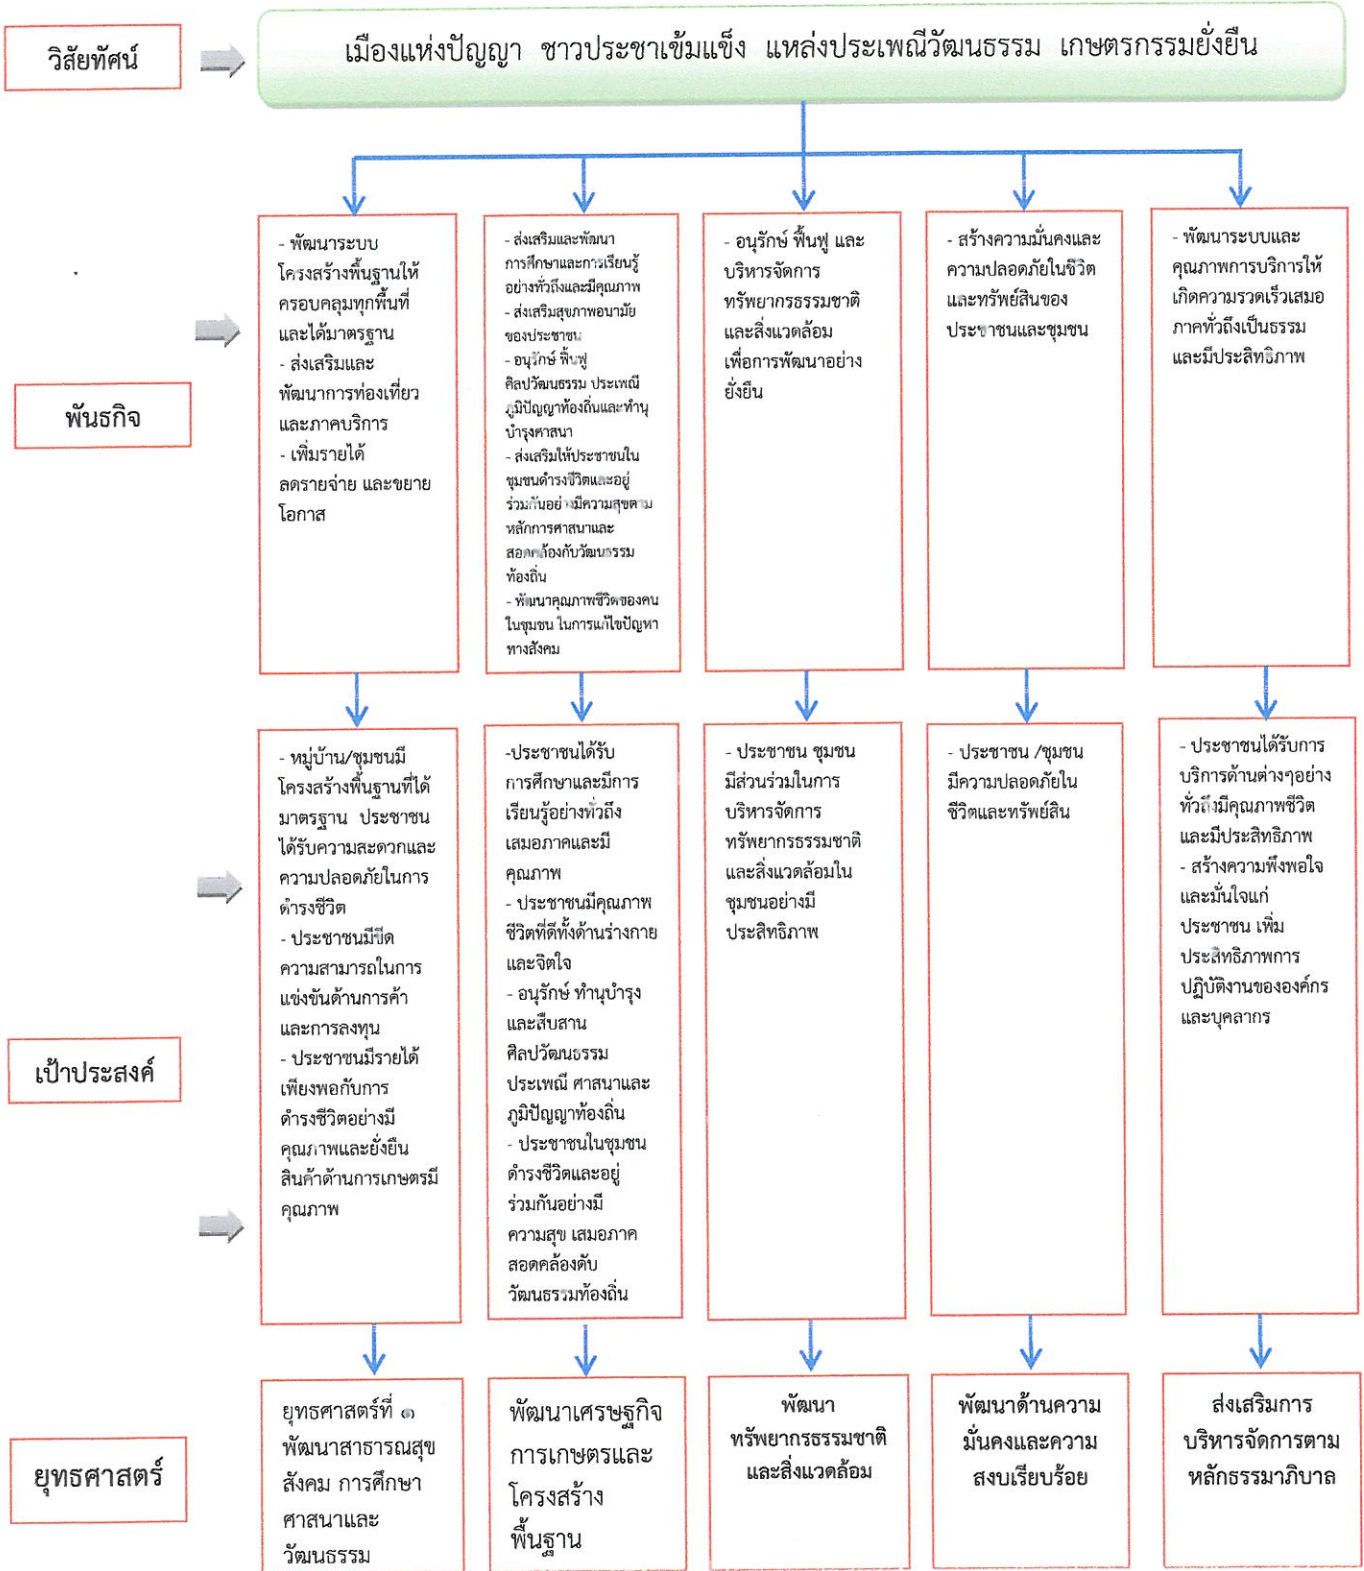 วิสัยทัศน์
เมืองแห่งปัญญา ชาวประชาเข้มแข็ง แหล่งประเพณีวัฒนธรรม เกษตรกรรมยั่งยืน
พันธกิจ
- พัฒนาระบบ
โครงสร้างพื้นฐานให้
ครอบคลุมทุกพื้นที่
และได้มาตรฐาน
- ส่งเสริมและ
พัฒนาการท่องเที่ยว
และภาคบริการ
- เพิ่มรายได้
ลดรายจ่าย และขยาย
โอกาส
- ส่งเสริมและพัฒนา
การศึกษาและการเรียนรู้
อย่างทั่วถึงและมีคุณภาพ
- ส่งเสริมสุขภาพอนามัย
ของประชาชน
- อนุรักษ์ ฟื้นฟู
ศิลปวัฒนธรรม ประเพณี
ภูมิปัญญาท้องถิ่นและทำนุ
บำรุงศาสนา
- ส่งเสริมให้ประชาชนใน
ชุมชนดำรงชีวิตและอยู่
ร่วมกันอย่างมีความสุขตาม
หลักการศาสนาและ
สอดคล้องกับวัฒนธรรม
ท้องถิ่น
- พัฒนาคุณภาพชีวิตของคน
ในชุมชน ในการแก้ไขปัญหา
ทางสังคม
- อนุรักษ์ ฟื้นฟู และ
บริหารจัดการ
ทรัพยากรธรรมชาติ
และสิ่งแวดล้อม
เพื่อการพัฒนาอย่าง
ยั่งยืน
- สร้างความมั่นคงและ
ความปลอดภัยในชีวิต
และทรัพย์สินของ
ประชาชนและชุมชน
- พัฒนาระบบและ
คุณภาพการบริการให้
เกิดความรวดเร็วเสมอ
ภาคทั่วถึงเป็นธรรม
และมีประสิทธิภาพ
เป้าประสงค์
- หมู่บ้าน/ชุมชนมี
โครงสร้างพื้นฐานที่ได้
มาตรฐาน ประชาชน
ได้รับความสะดวกและ
ความปลอดภัยในการ
ดำรงชีวิต
- ประชาชนมีขีด
ความสามารถในการ
แข่งขันด้านการค้า
และการลงทุน
- ประชาชนมีรายได้
เพียงพอกับการ
ดำรงชีวิตอย่างมี
คุณภาพและยั่งยืน
สินค้าด้านการเกษตรมี
คุณภาพ
-ประชาชนได้รับ
การศึกษาและมีการ
เรียนรู้อย่างทั่วถึง
เสมอภาคและมี
คุณภาพ
- ประชาชนมีคุณภาพ
ชีวิตที่ดีทั้งด้านร่างกาย
และจิตใจ
- อนุรักษ์ ทำนุบำรุง
และสืบสาน
ศิลปวัฒนธรรม
ประเพณี ศาสนาและ
ภูมิปัญญาท้องถิ่น
- ประชาชนในชุมชน
ดำรงชีวิตและอยู่
ร่วมกันอย่างมี
ความสุข เสมอภาค
สอดคล้องดับ
วัฒนธรรมท้องถิ่น
- ประชาชน ชุมชน
มีส่วนร่วมในการ
บริหารจัดการ
ทรัพยากรธรรมชาติ
และสิ่งแวดล้อมใน
ชุมชนอย่างมี
ประสิทธิภาพ
- ประชาชน /ชุมชน
มีความปลอดภัยใน
ชีวิตและทรัพย์สิน
- ประชาชนได้รับการ
บริการด้านต่างๆอย่าง
ทั่วถึงมีคุณภาพชีวิต
และมีประสิทธิภาพ
- สร้างความพึงพอใจ
และมั่นใจแก่
ประชาชน เพิ่ม
ประสิทธิภาพการ
ปฏิบัติงานขององค์กร
และบุคลากร
ยุทธศาสตร์
ยุทธศาสตร์ที่ ๑
พัฒนาสาธารณสุข
สังคม การศึกษา
ศาสนาและ
วัฒนธรรม
พัฒนาเศรษฐกิจ
การเกษตรและ
โครงสร้าง
พื้นฐาน
พัฒนา
ทรัพยากรธรรมชาติ
และสิ่งแวดล้อม
พัฒนาด้านความ
มั่นคงและความ
สงบเรียบร้อย
ส่งเสริมการ
บริหารจัดการตาม
หลักธรรมาภิบาล